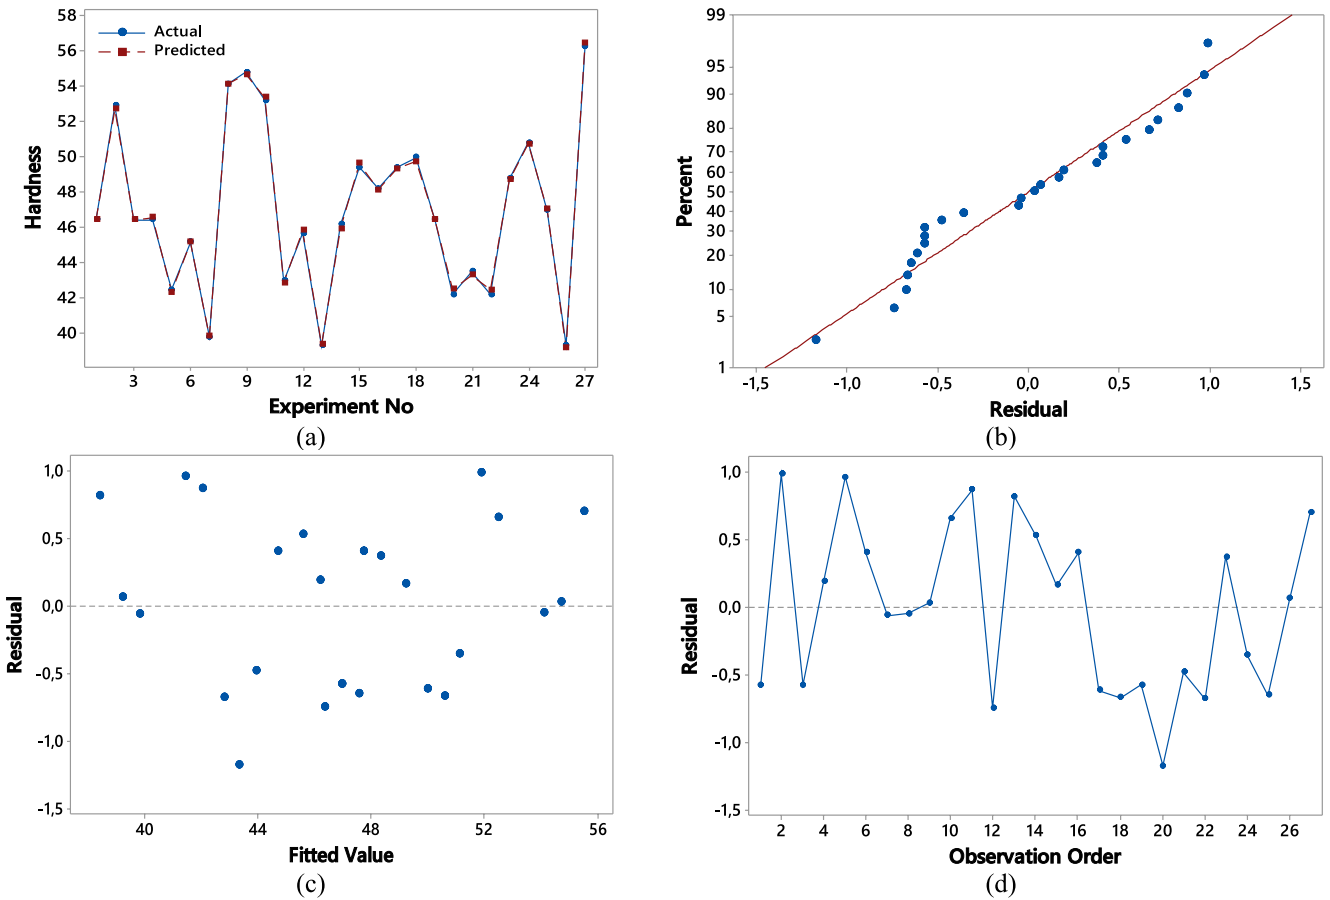 58
56
54
52
50
48
46
44
42
40
Hardness
Actual
Predicted
3 6 9 12 15 18 21 24 27
Experiment No
(a)
99
95
90
80
70
60
50
40
30
20
10
5
1
Percent
-1,5 -1,0 -0,5 0,0 0,5 1,0 1,5
Residual
(b)
1,0
0,5
0,0
-0,5
-1,0
-1,5
Residual
40 44 48 52 56
Fitted Value
(c)
1,0
0,5
0,0
-0,5
-1,0
-1,5
Residual
2 4 6 8 10 12 14 16 18 20 22 24 26
Observation Order
(d)